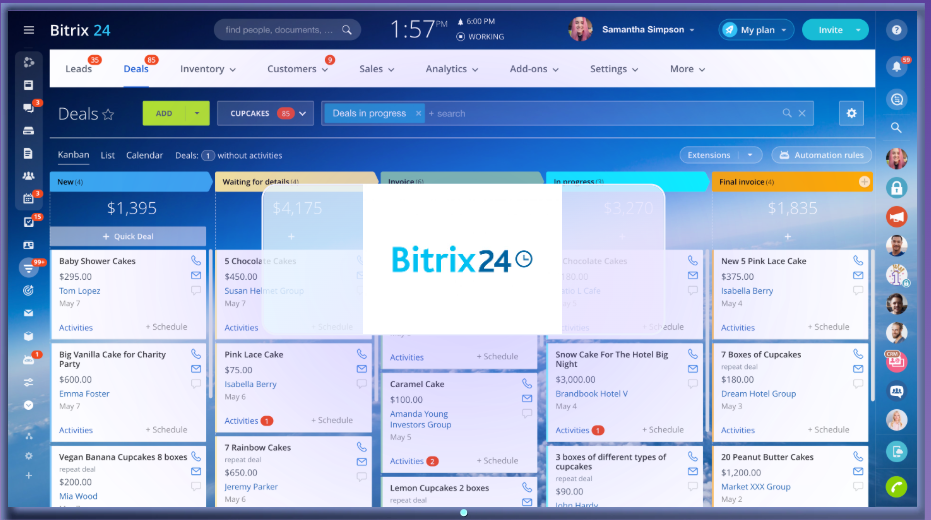 Bitrix 24
find people, documents, ...
1:57 PM
6:00 PM
WORKING
Samantha Simpson
My plan
Invite
?
Leads 35
Deals 85
Inventory
Customers 9
Sales
Analytics
Add-ons
Settings
More
59
Deals
ADD
CUPCAKES 85
Deals in progress × + search
3
Kanban
List
Calendar
Deals: 1 without activities
Extensions
Automation rules
New (4)
Waiting for details (4)
Invoice (6)
In progress (3)
Final invoice (4)
3
15
99+
1
$1,395
$4,175
$3,270
$1,835
+ Quick Deal
+
+
Bitrix24
Baby Shower Cakes
$295.00
Tom Lopez
May 7
Activities + Schedule
Big Vanilla Cake for Charity
Party
$600.00
Emma Foster
May 7
Activities + Schedule
Vegan Banana Cupcakes 8 boxes
repeat deal
$200.00
Mia Wood
5 Chocolate Cakes
$450.00
Susan Helmer Group
May 7
Activities + Schedule
Pink Lace Cake
$75.00
Isabella Berry
May 6
Activities 1 + Schedule
7 Rainbow Cakes
repeat deal
$650.00
Jeremy Parker
May 6
Activities + Schedule
Caramel Cake
$100.00
Amanda Young
Investors Group
May 5
Activities 2 + Schedule
Lemon Cupcakes 2 boxes
repeat deal
Chocolate Cakes
Cafe
Schedule
Snow Cake For The Hotel Big
Night
$3,000.00
Brandbook Hotel V
May 4
Activities 1 + Schedule
3 boxes of different types of
cupcakes
repeat deal
$90.00
John Hardy
New 5 Pink Lace Cake
$375.00
Isabella Berry
May 4
Activities + Schedule
7 Boxes of Cupcakes
repeat deal
$180.00
Dream Hotel Group
May 3
Activities + Schedule
20 Peanut Butter Cakes
$1,200.00
Market XXX Group
May 2
CRM